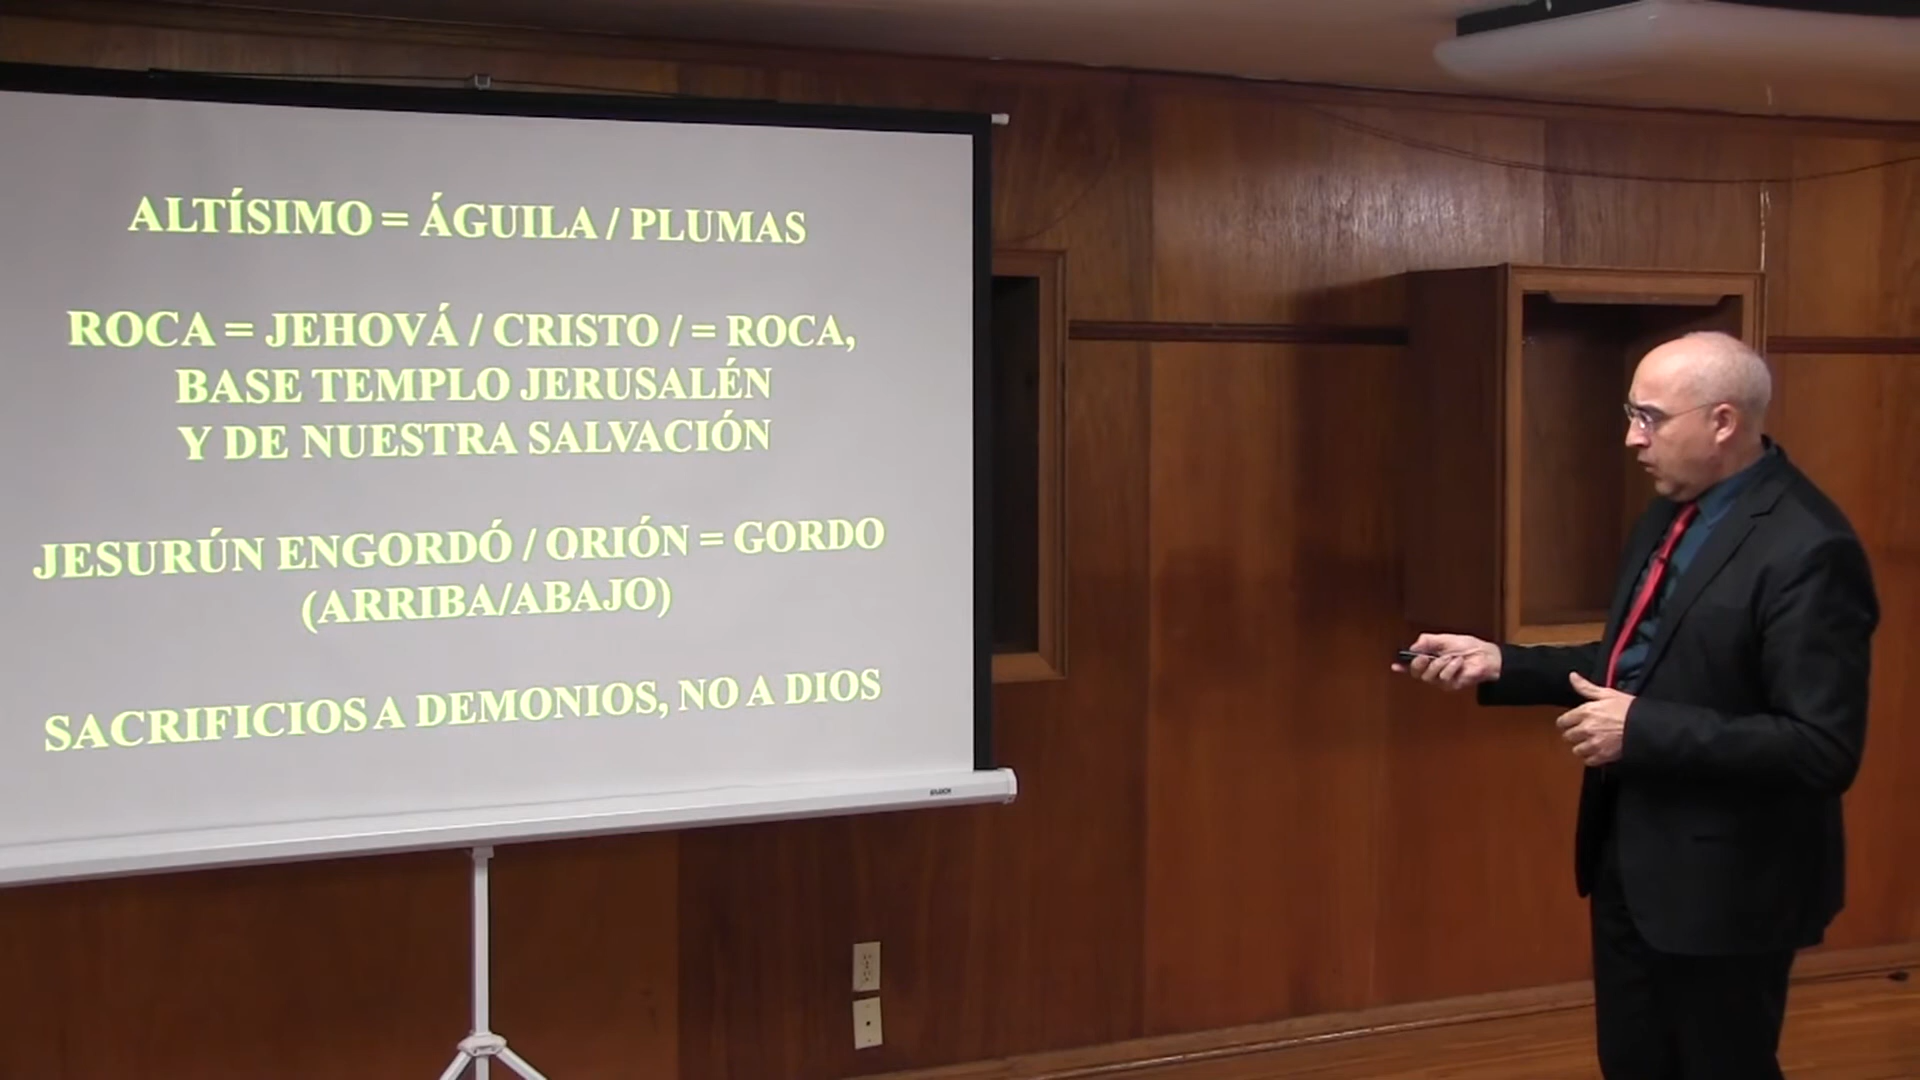 ALTÍSIMO = ÁGUILA / PLUMAS
ROCA = JEHOVÁ / CRISTO / = ROCA,
BASE TEMPLO JERUSALÉN
Y DE NUESTRA SALVACIÓN
JESURÚN ENGORDÓ / ORIÓN = GORDO
(ARRIBA/ABAJO)
SACRIFICIOS A DEMONIOS, NO A DIOS